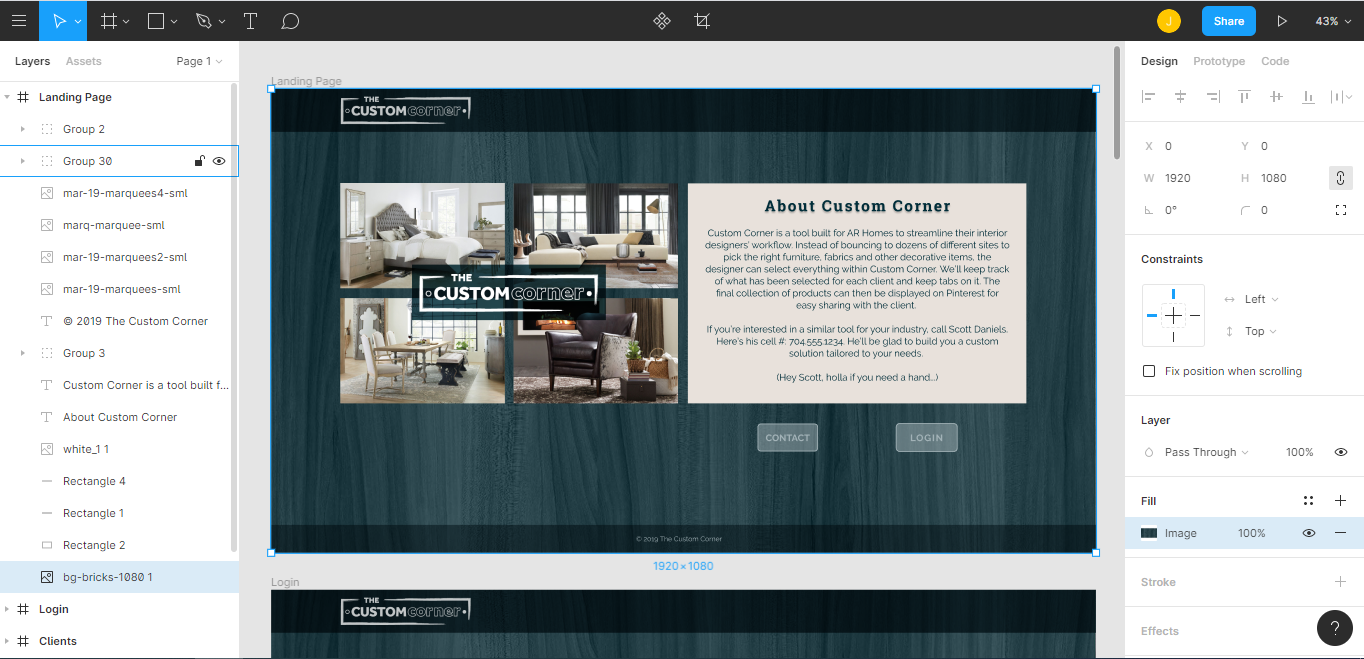 J
Share
43%
Layers
Assets
Page 1
Landing Page
Group 2
Group 30
mar-19-marquees4-sml
marq-marquee-sml
mar-19-marquees2-sml
mar-19-marquees-sml
© 2019 The Custom Corner
Group 3
Custom Corner is a tool built f...
About Custom Corner
white_1 1
Rectangle 4
Rectangle 1
Rectangle 2
bg-bricks-1080 1
Login
Clients
Landing Page
THE
CUSTOMcorner
THE
CUSTOMcorner
About Custom Corner
Custom Corner is a tool built for AR Homes to streamline their interior
designers' workflow. Instead of bouncing to dozens of different sites to
pick the right furniture, fabrics and other decorative items, the
designer can select everything within Custom Corner. We'll keep track
of what has been selected for each client and keep tabs on it. The
final collection of products can then be displayed on Pinterest for
easy sharing with the client.
If you're interested in a similar tool for your industry, call Scott Daniels.
Here's his cell #: 704.555.1234. He'll be glad to build you a custom
solution tailored to your needs.
(Hey Scott, holla if you need a hand...)
CONTACT
LOGIN
© 2019 The Custom Corner
1920 × 1080
Login
THE
CUSTOMcorner
Design
Prototype
Code
X 0
Y 0
W 1920
H 1080
0°
0
Constraints
Left
Top
Fix position when scrolling
Layer
Pass Through
100%
Fill
Image
100%
Stroke
Effects
?